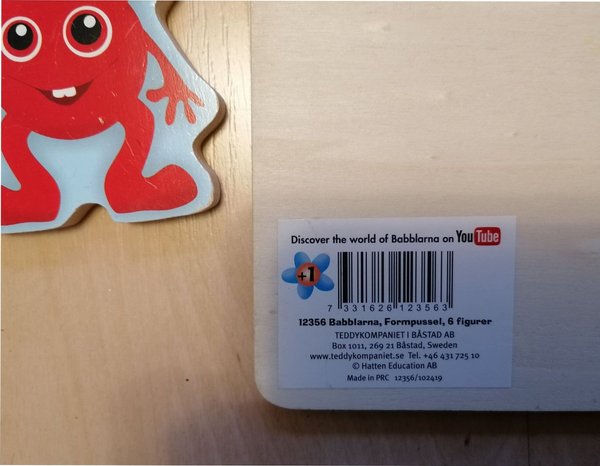 Discover the world of Babblarna on YouTube
+1
7 331626 123563
12356 Babblarna, Formpussel, 6 figurer
TEDDYKOMPANIET I BÅSTAD AB
Box 1011, 269 21 Båstad, Sweden
www.teddykompaniet.se Tel. +46 431 725 10
© Hatten Education AB
Made in PRC 12356/102419